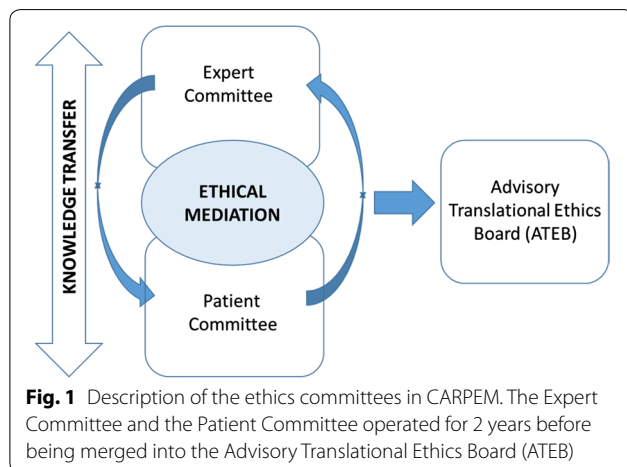 KNOWLEDGE TRANSFER
Expert
Committee
ETHICAL
MEDIATION
Patient
Committee
Advisory
Translational Ethics
Board (ATEB)
Fig. 1 Description of the ethics committees in CARPEM. The Expert
Committee and the Patient Committee operated for 2 years before
being merged into the Advisory Translational Ethics Board (ATEB)